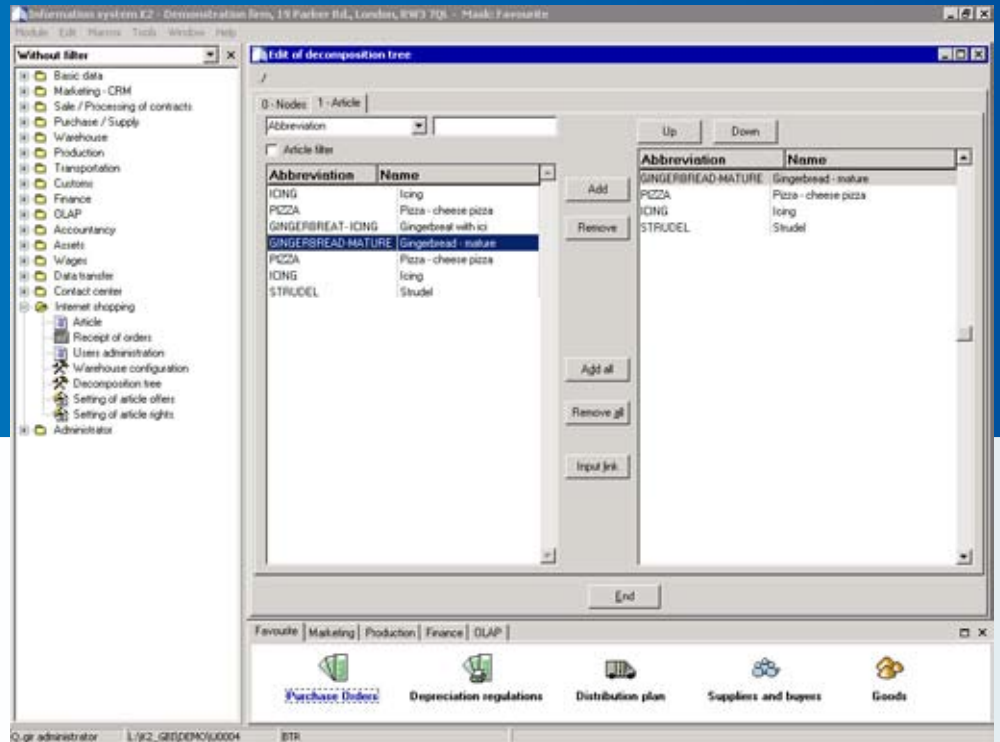 Information system K2 - Demonstration firm, 19 Parker Rd., London, RW3 7QL - Mask: Favourite
Module Edit Macros Tools Window Help
Without filter
Basic data
Marketing - CRM
Sale / Processing of contracts
Purchase / Supply
Warehouse
Production
Transportation
Customs
Finance
OLAP
Accountancy
Assets
Wages
Data transfer
Contact center
Internet shopping
Article
Receipt of orders
Users administration
Warehouse configuration
Decomposition tree
Setting of article offers
Setting of article rights
Administrator
Edit of decomposition tree
/
0 - Nodes 1 - Article
Abbreviation
Article filter
Abbreviation Name
ICING Icing
PIZZA Pizza - cheese pizza
GINGERBREAT- ICING Gingerbreat with ici
GINGERBREAD-MATURE Gingerbread - mature
PIZZA Pizza - cheese pizza
ICING Icing
STRUDEL Strudel
Add
Remove
Add all
Remove all
Input link
Up Down
Abbreviation Name
GINGERBREAD-MATURE Gingerbread - mature
PIZZA Pizza - cheese pizza
ICING Icing
STRUDEL Strudel
End
Favourite Marketing Production Finance OLAP
Purchase Orders Depreciation regulations Distribution plan Suppliers and buyers Goods
Q.gir administrator BTR